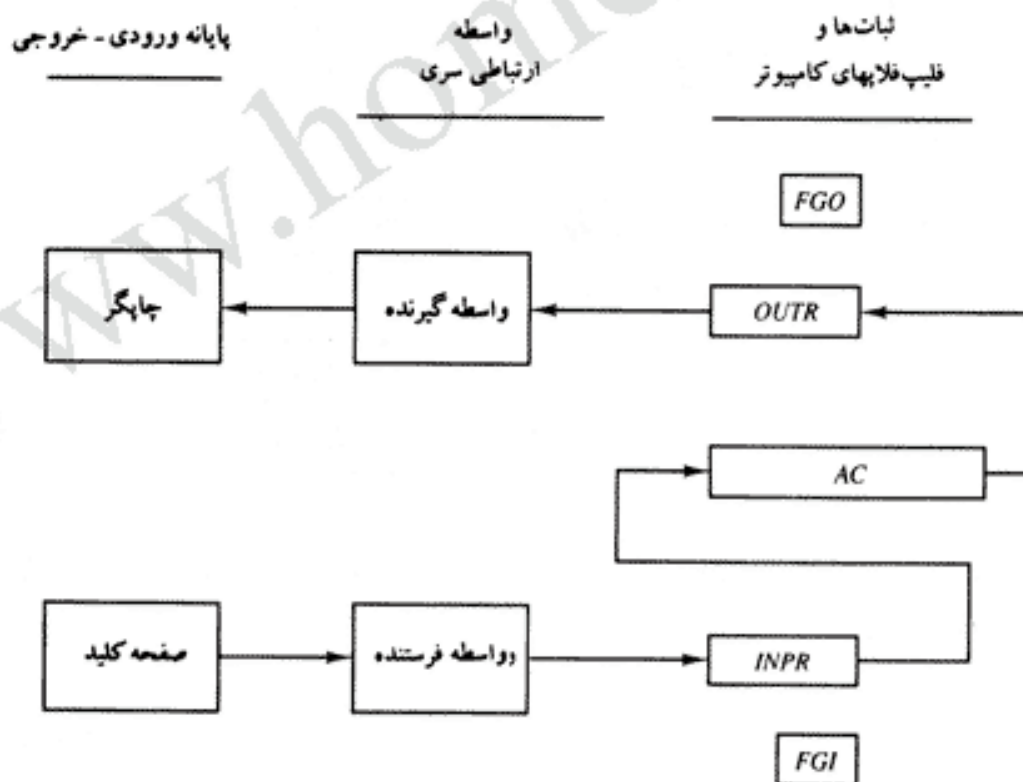 ثبات‌ها و
فلیپ‌فلاپهای کامپیوتر
واسطه
ارتباطی سری
پایانه ورودی - خروجی
FGO
OUTR
واسطه گیرنده
چاپگر
AC
INPR
واسطه فرستنده
صفحه کلید
FGI